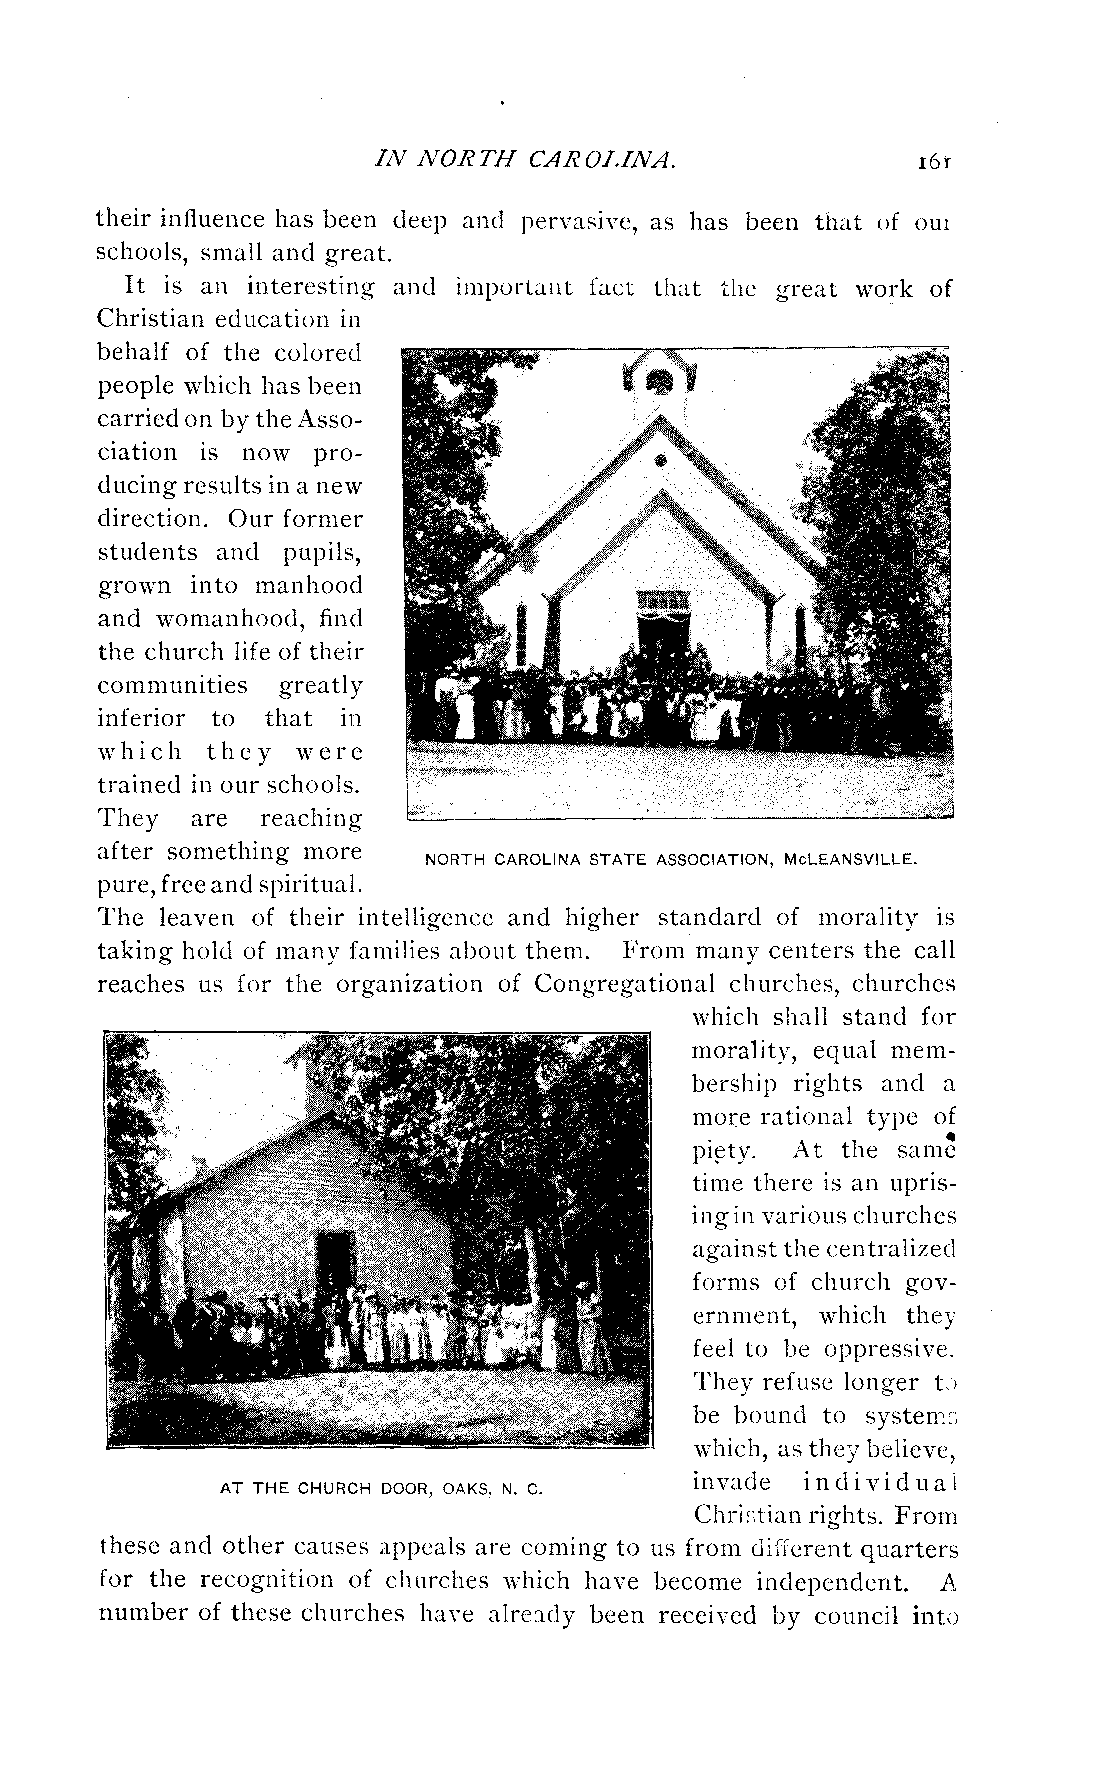 IN NORTH CAROLINA. 161
their influence has been deep and pervasive, as has been that of our
schools, small and great.
It is an interesting and important fact that the great work of
Christian education in
behalf of the colored
people which has been
carried on by the Asso-
ciation is now pro-
ducing results in a new
direction. Our former
students and pupils,
grown into manhood
and womanhood, find
the church life of their
communities greatly
inferior to that in
which they were
trained in our schools.
They are reaching
after something more
pure, free and spiritual.
NORTH CAROLINA STATE ASSOCIATION, McLEANSVILLE.
The leaven of their intelligence and higher standard of morality is
taking hold of many families about them. From many centers the call
reaches us for the organization of Congregational churches, churches
which shall stand for
morality, equal mem-
bership rights and a
more rational type of
piety. At the same
time there is an upris-
ing in various churches
against the centralized
forms of church gov-
ernment, which they
feel to be oppressive.
They refuse longer to
be bound to systems
which, as they believe,
invade individual
Christian rights. From
AT THE CHURCH DOOR, OAKS, N. C.
these and other causes appeals are coming to us from different quarters
for the recognition of churches which have become independent. A
number of these churches have already been received by council into